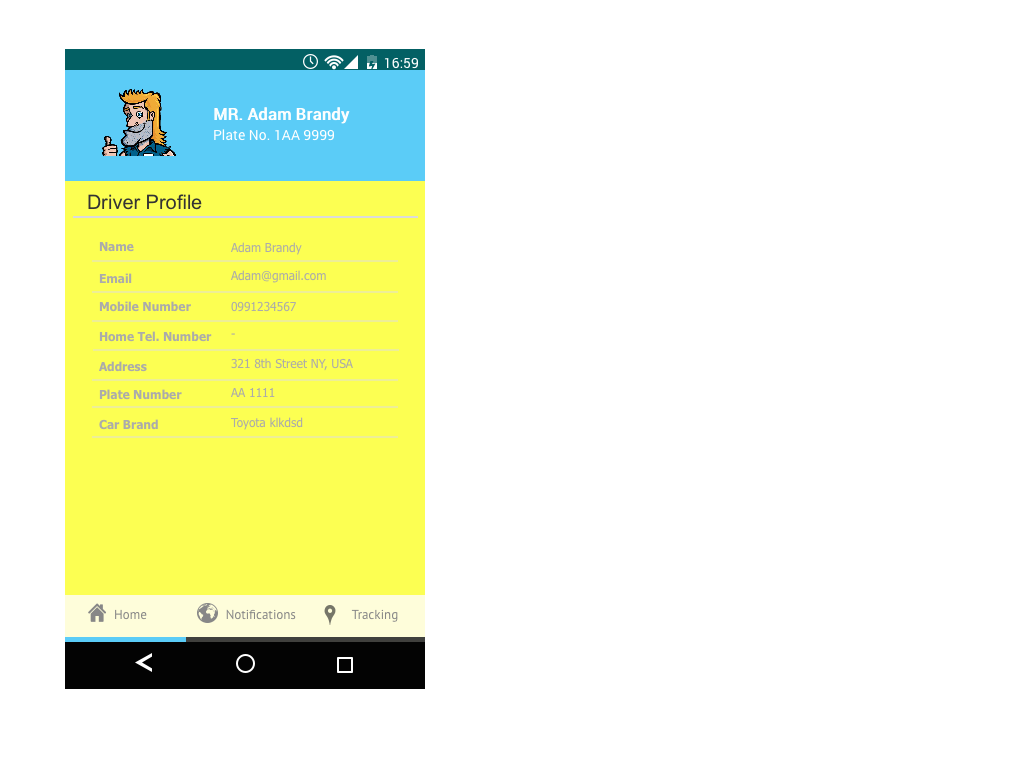 16:59
MR. Adam Brandy
Plate No. 1AA 9999
Driver Profile
Name Adam Brandy
Email Adam@gmail.com
Mobile Number 0991234567
Home Tel. Number -
Address 321 8th Street NY, USA
Plate Number AA 1111
Car Brand Toyota klkdsd
Home Notifications Tracking